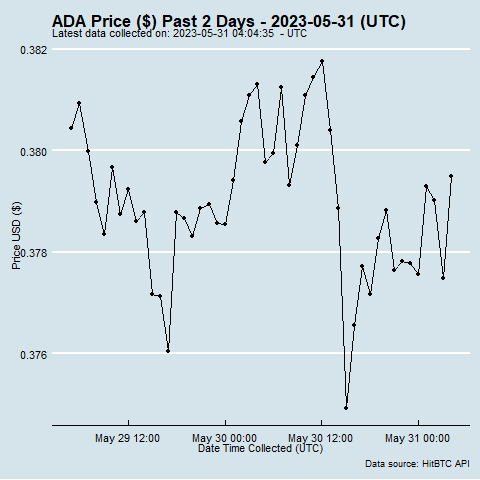 ADA Price ($) Past 2 Days - 2023-05-31 (UTC)
Latest data collected on: 2023-05-31 04:04:35 - UTC
0.382
0.380
0.378
0.376
Price USD ($)
May 29 12:00
May 30 00:00
May 30 12:00
May 31 00:00
Date Time Collected (UTC)
Data source: HitBTC API